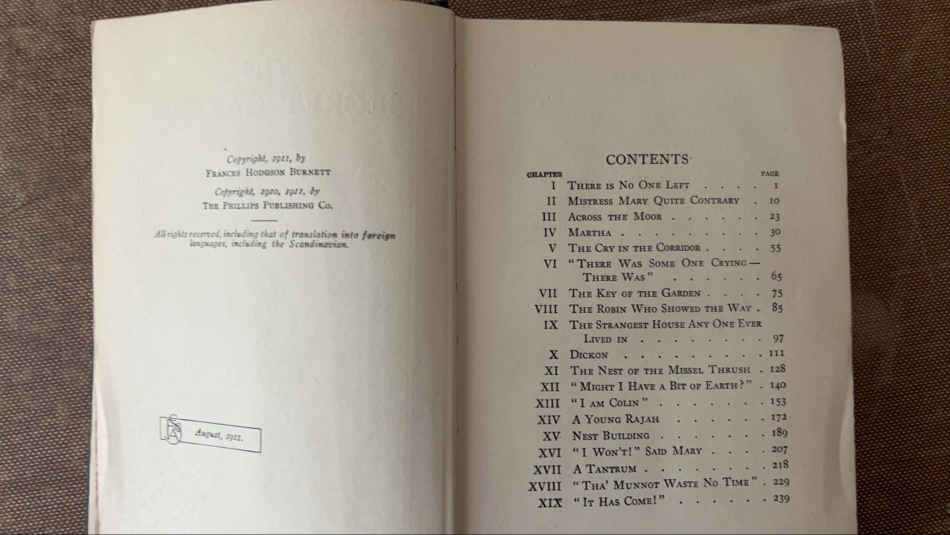 Copyright, 1911, by
FRANCES HODGSON BURNETT
Copyright, 1910, 1911, by
THE PHILLIPS PUBLISHING CO.
All rights reserved, including that of translation into foreign
languages, including the Scandinavian.
August, 1911.
CONTENTS
CHAPTER PAGE
I THERE IS NO ONE LEFT . . . . 1
II MISTRESS MARY QUITE CONTRARY . 10
III ACROSS THE MOOR . . . . . . 23
IV MARTHA . . . . . . . . . 30
V THE CRY IN THE CORRIDOR . . . . 55
VI "THERE WAS SOME ONE CRYING—
THERE WAS" . . . . . . 65
VII THE KEY OF THE GARDEN . . . . 75
VIII THE ROBIN WHO SHOWED THE WAY . 85
IX THE STRANGEST HOUSE ANY ONE EVER
LIVED IN . . . . . . . . 97
X DICKON . . . . . . . . . 111
XI THE NEST OF THE MISSEL THRUSH . 128
XII "MIGHT I HAVE A BIT OF EARTH?" . 140
XIII "I AM COLIN" . . . . . . . 153
XIV A YOUNG RAJAH . . . . . . 172
XV NEST BUILDING . . . . . . . 189
XVI "I WON'T!" SAID MARY . . . . 207
XVII A TANTRUM . . . . . . . . 218
XVIII "THA' MUNNOT WASTE NO TIME" . 229
XIX "IT HAS COME!" . . . . . . 239